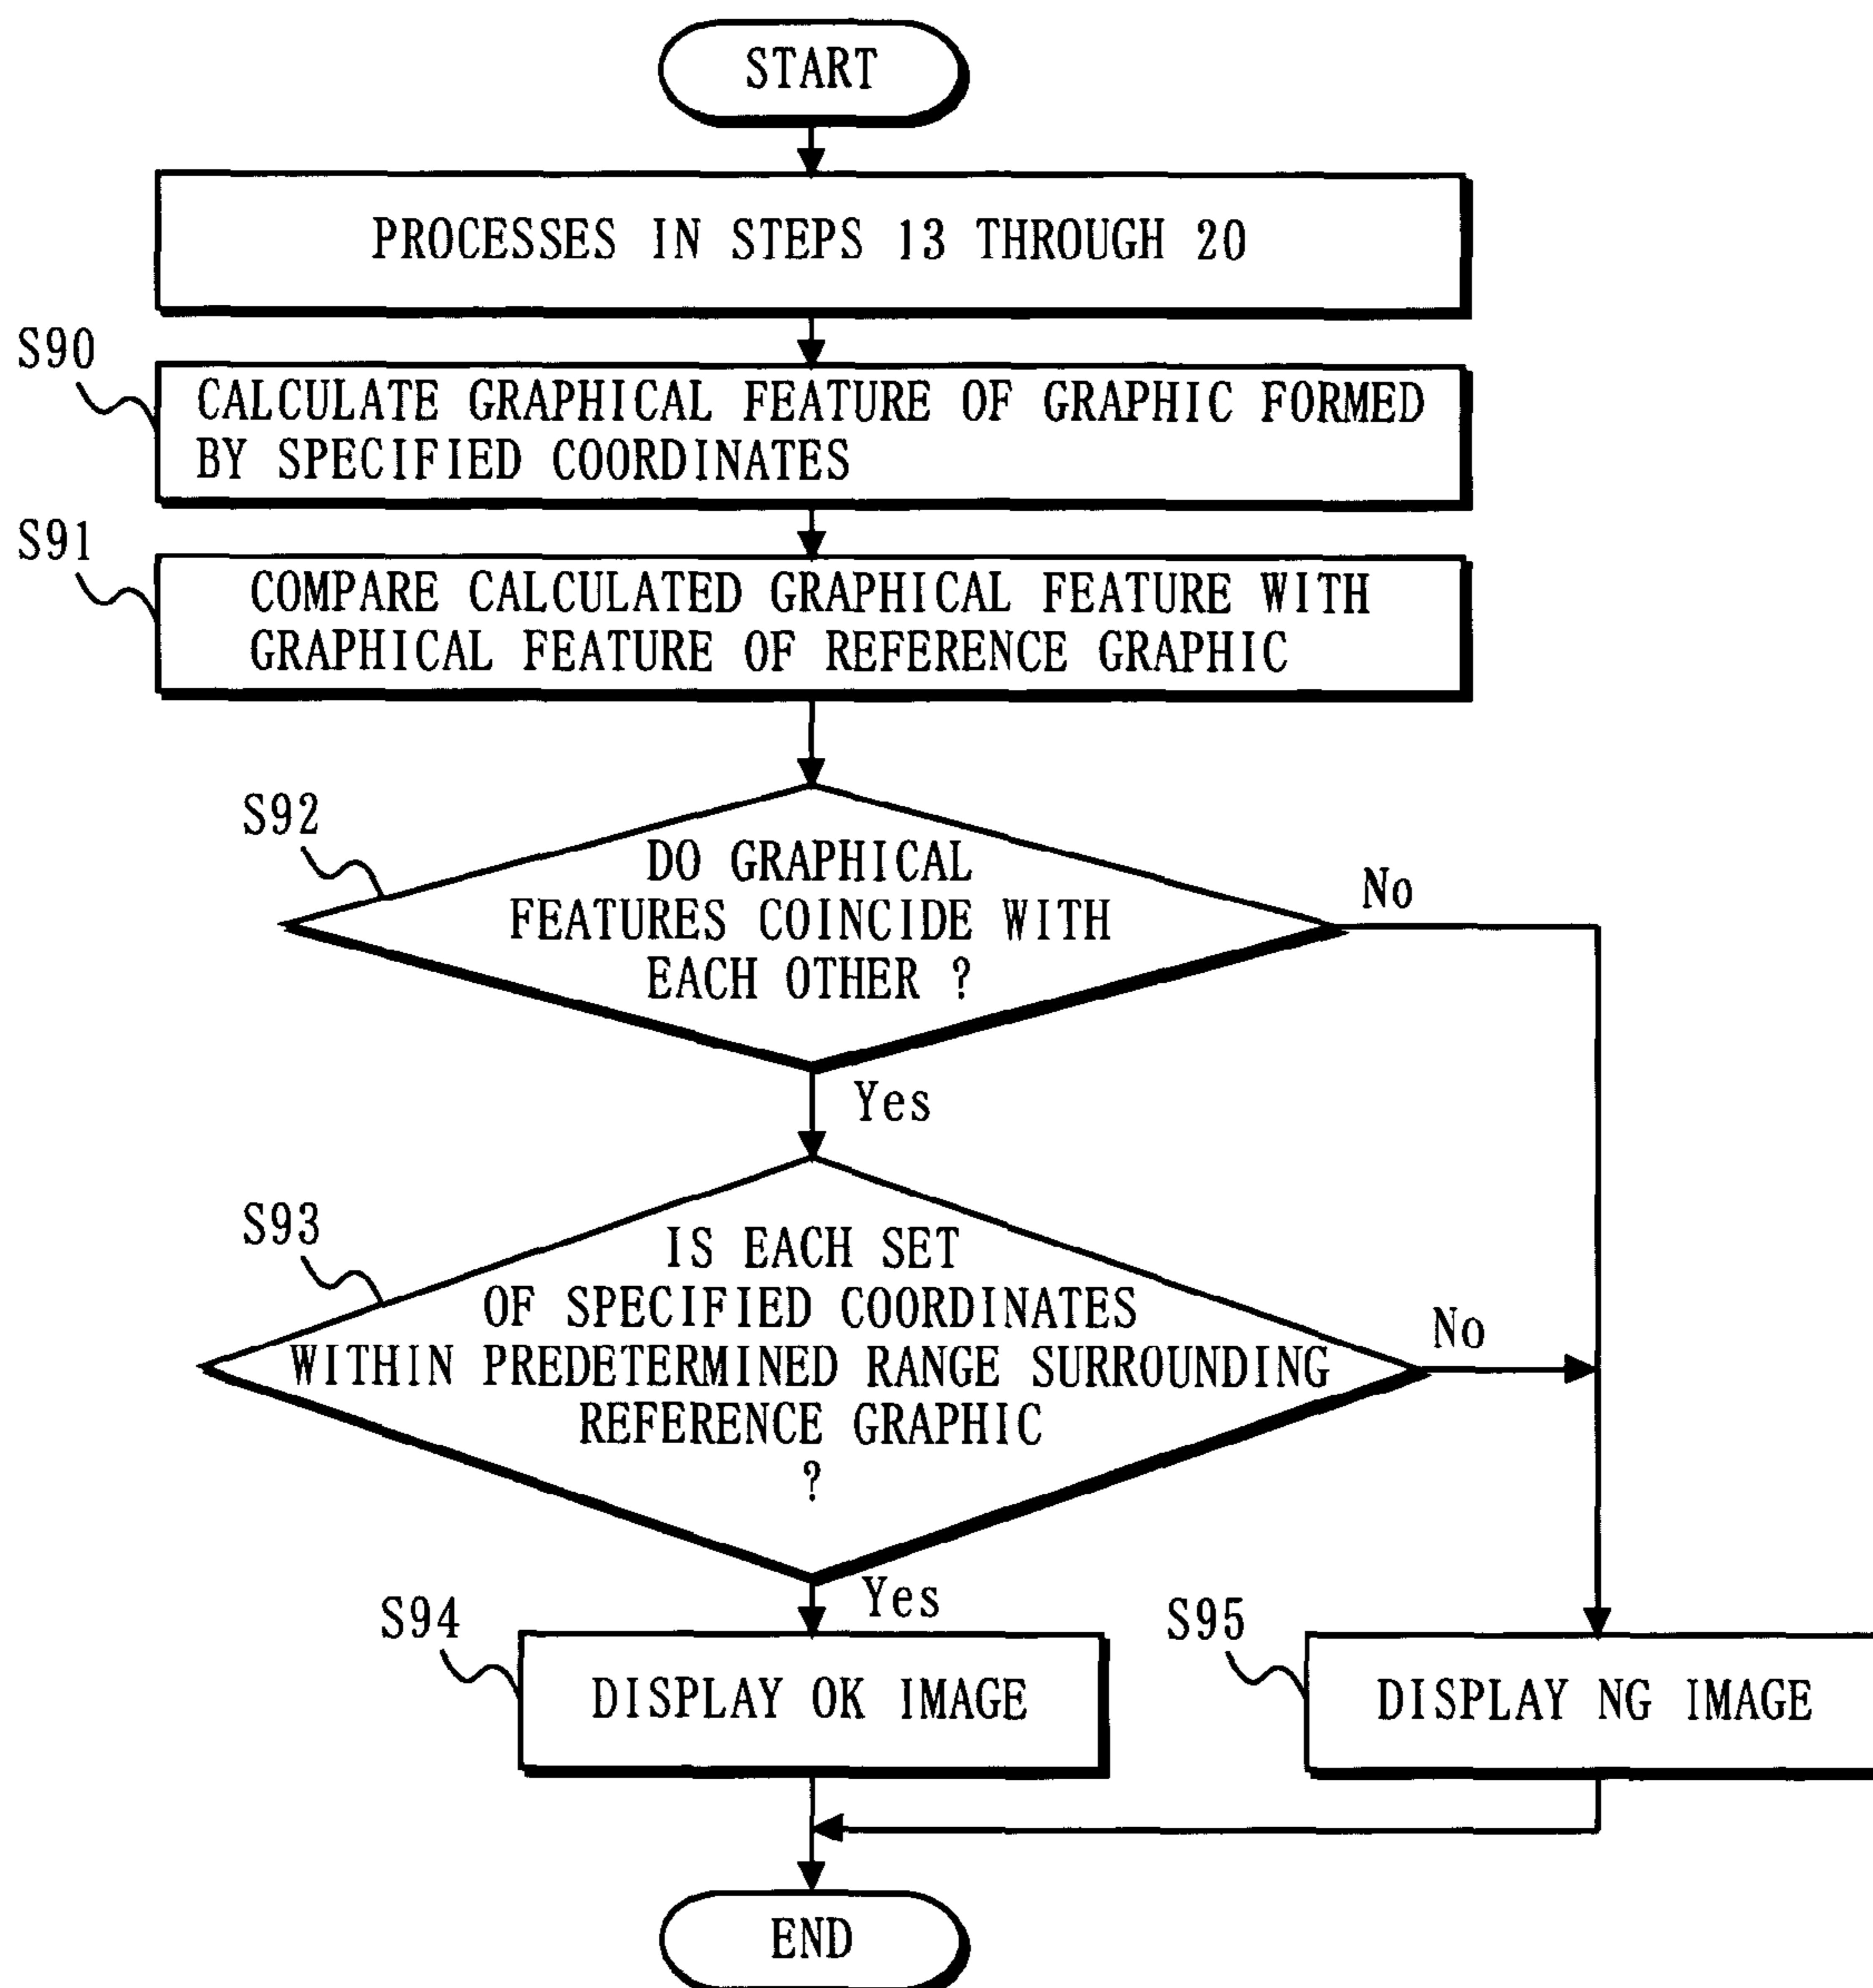 START
PROCESSES IN STEPS 13 THROUGH 20
S90
CALCULATE GRAPHICAL FEATURE OF GRAPHIC FORMED
BY SPECIFIED COORDINATES
S91
COMPARE CALCULATED GRAPHICAL FEATURE WITH
GRAPHICAL FEATURE OF REFERENCE GRAPHIC
S92
DO GRAPHICAL
FEATURES COINCIDE WITH
EACH OTHER ?
No
Yes
S93
IS EACH SET
OF SPECIFIED COORDINATES
WITHIN PREDETERMINED RANGE SURROUNDING
REFERENCE GRAPHIC
?
No
Yes
S94
DISPLAY OK IMAGE
S95
DISPLAY NG IMAGE
END